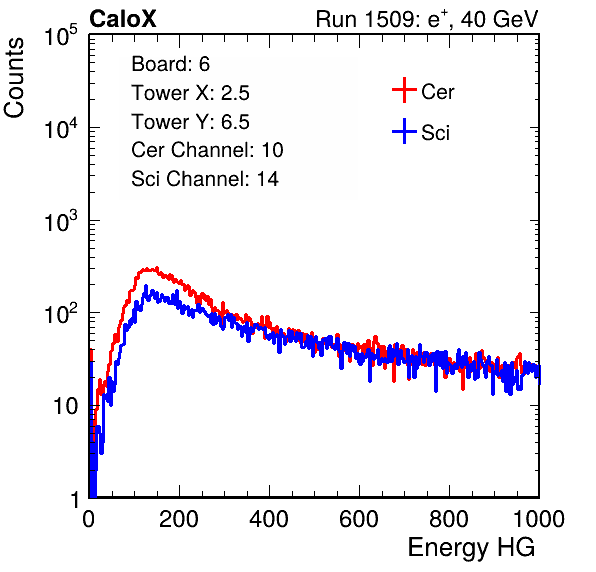 CaloX Run 1509: e⁺, 40 GeV
Board: 6
Tower X: 2.5
Tower Y: 6.5
Cer Channel: 10
Sci Channel: 14
Cer
Sci
Counts
10⁵
10⁴
10³
10²
10
1
0 200 400 600 800 1000
Energy HG